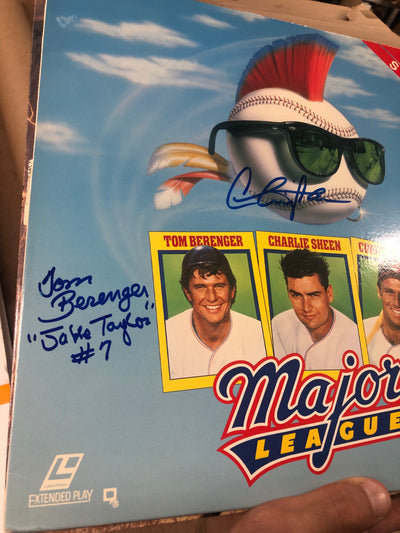 S
TOM BERENGER
CHARLIE SHEEN
Tom
Berenger
"Jake Taylor"
#7
Major
LEAGUE
EXTENDED PLAY